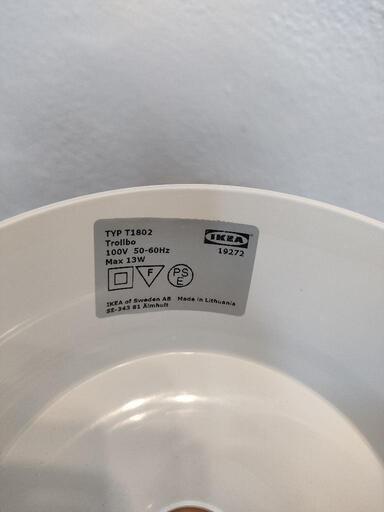 TYP T1802
Trollbo
100V 50-60Hz
Max 13W
IKEA
19272
F
PS
E
IKEA of Sweden AB Made in Lithuania
SE-343 81 Älmhult